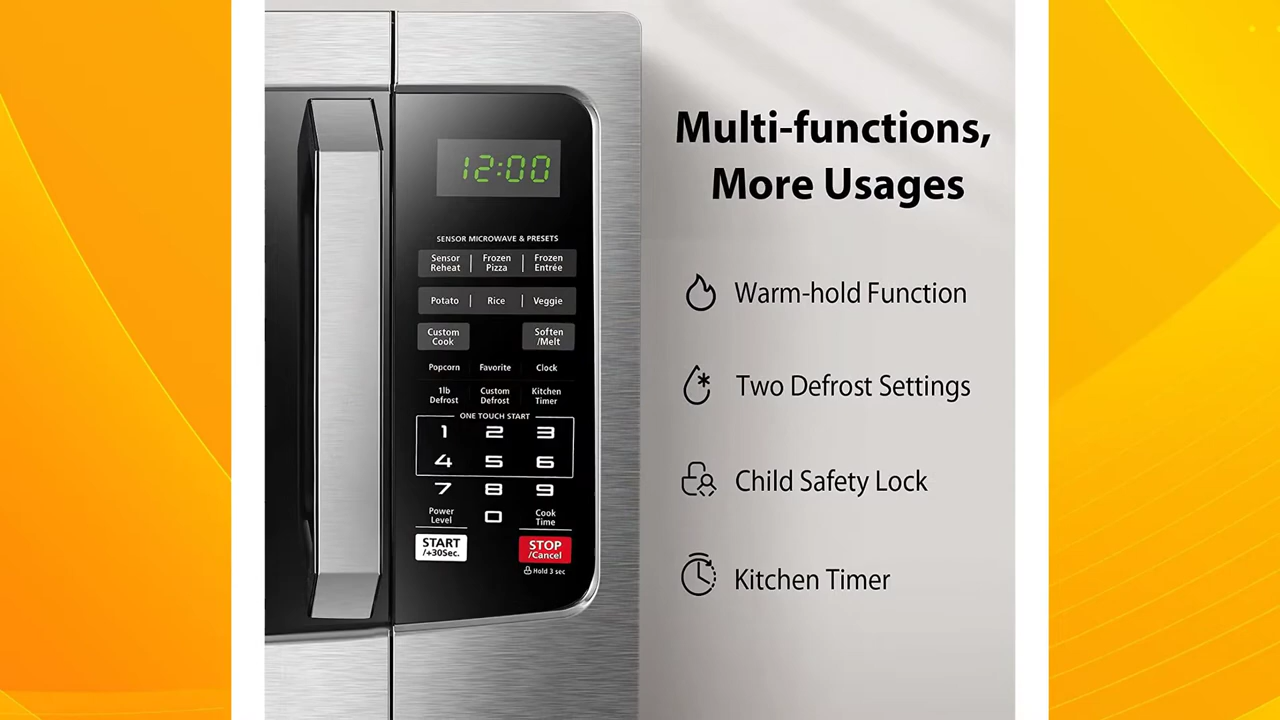 12:00
SENSOR MICROWAVE & PRESETS
Sensor Reheat | Frozen Pizza | Frozen Entrée
Potato | Rice | Veggie
Custom Cook
Soften /Melt
Popcorn Favorite Clock
1lb Defrost
Custom Defrost
Kitchen Timer
ONE TOUCH START
1 2 3
4 5 6
7 8 9
Power Level
0
Cook Time
START /+30Sec.
STOP /Cancel
Hold 3 sec
Multi-functions,
More Usages
Warm-hold Function
Two Defrost Settings
Child Safety Lock
Kitchen Timer